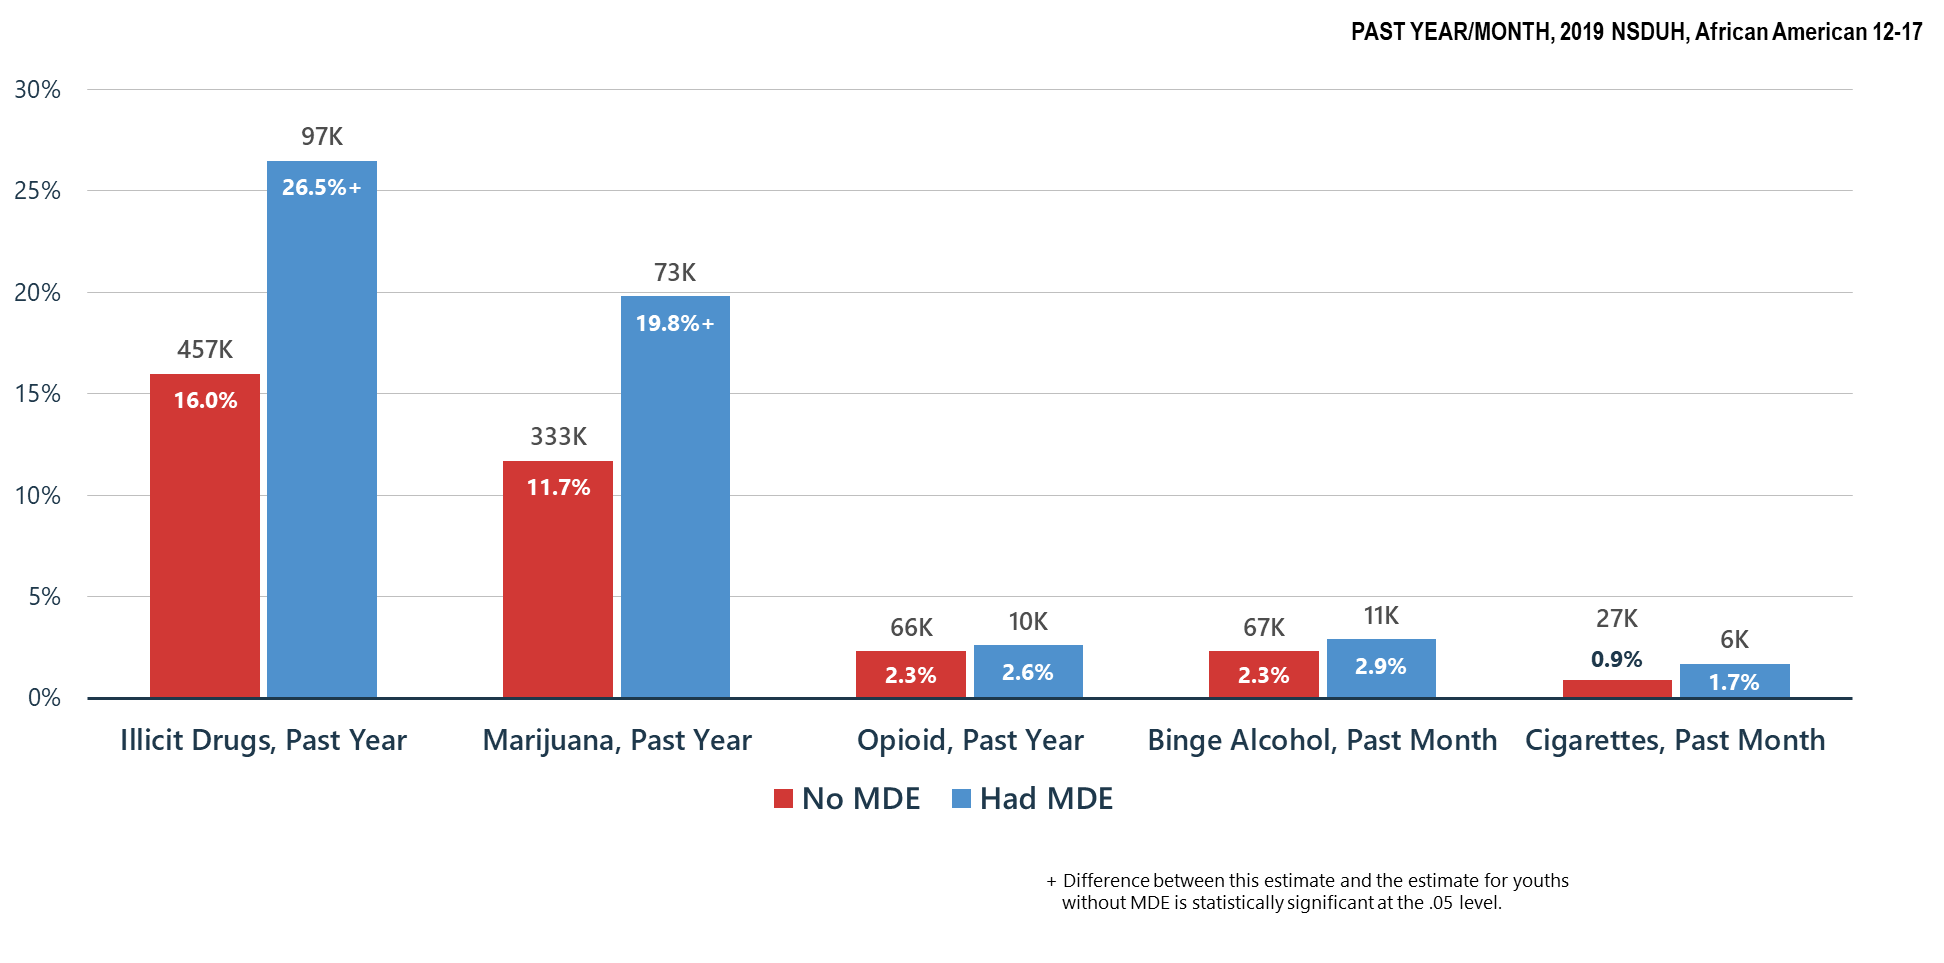 PAST YEAR/MONTH, 2019 NSDUH, African American 12-17
30%
25%
20%
15%
10%
5%
0%
457K
16.0%
97K
26.5%+
333K
11.7%
73K
19.8%+
66K
2.3%
10K
2.6%
67K
2.3%
11K
2.9%
27K
0.9%
6K
1.7%
Illicit Drugs, Past Year
Marijuana, Past Year
Opioid, Past Year
Binge Alcohol, Past Month
Cigarettes, Past Month
No MDE
Had MDE
+ Difference between this estimate and the estimate for youths
without MDE is statistically significant at the .05 level.